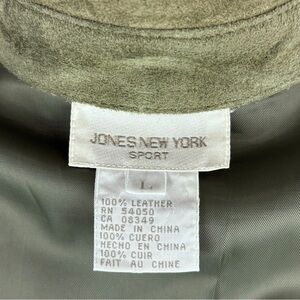 JONES NEW YORK
SPORT
L
100% LEATHER
RN 54050
CA 08349
MADE IN CHINA
100% CUERO
HECHO EN CHINA
100% CUIR
FAIT AU CHINE